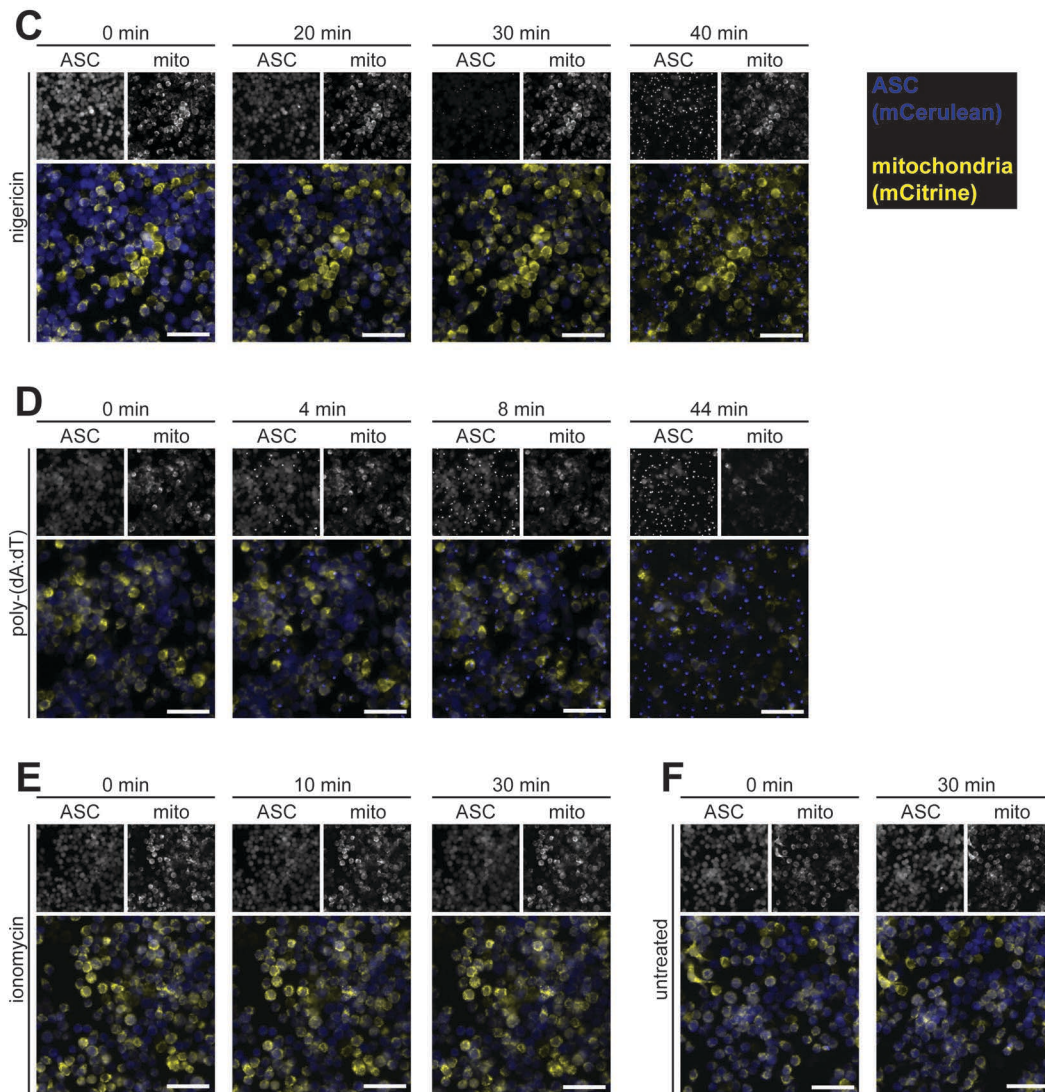 C
0 min 20 min 30 min 40 min
ASC mito ASC mito ASC mito ASC mito
nigericin
ASC
(mCerulean)
mitochondria
(mCitrine)
D
0 min 4 min 8 min 44 min
ASC mito ASC mito ASC mito ASC mito
poly-(dA:dT)
E
0 min 10 min 30 min
ASC mito ASC mito ASC mito
ionomycin
F
0 min 30 min
ASC mito ASC mito
untreated